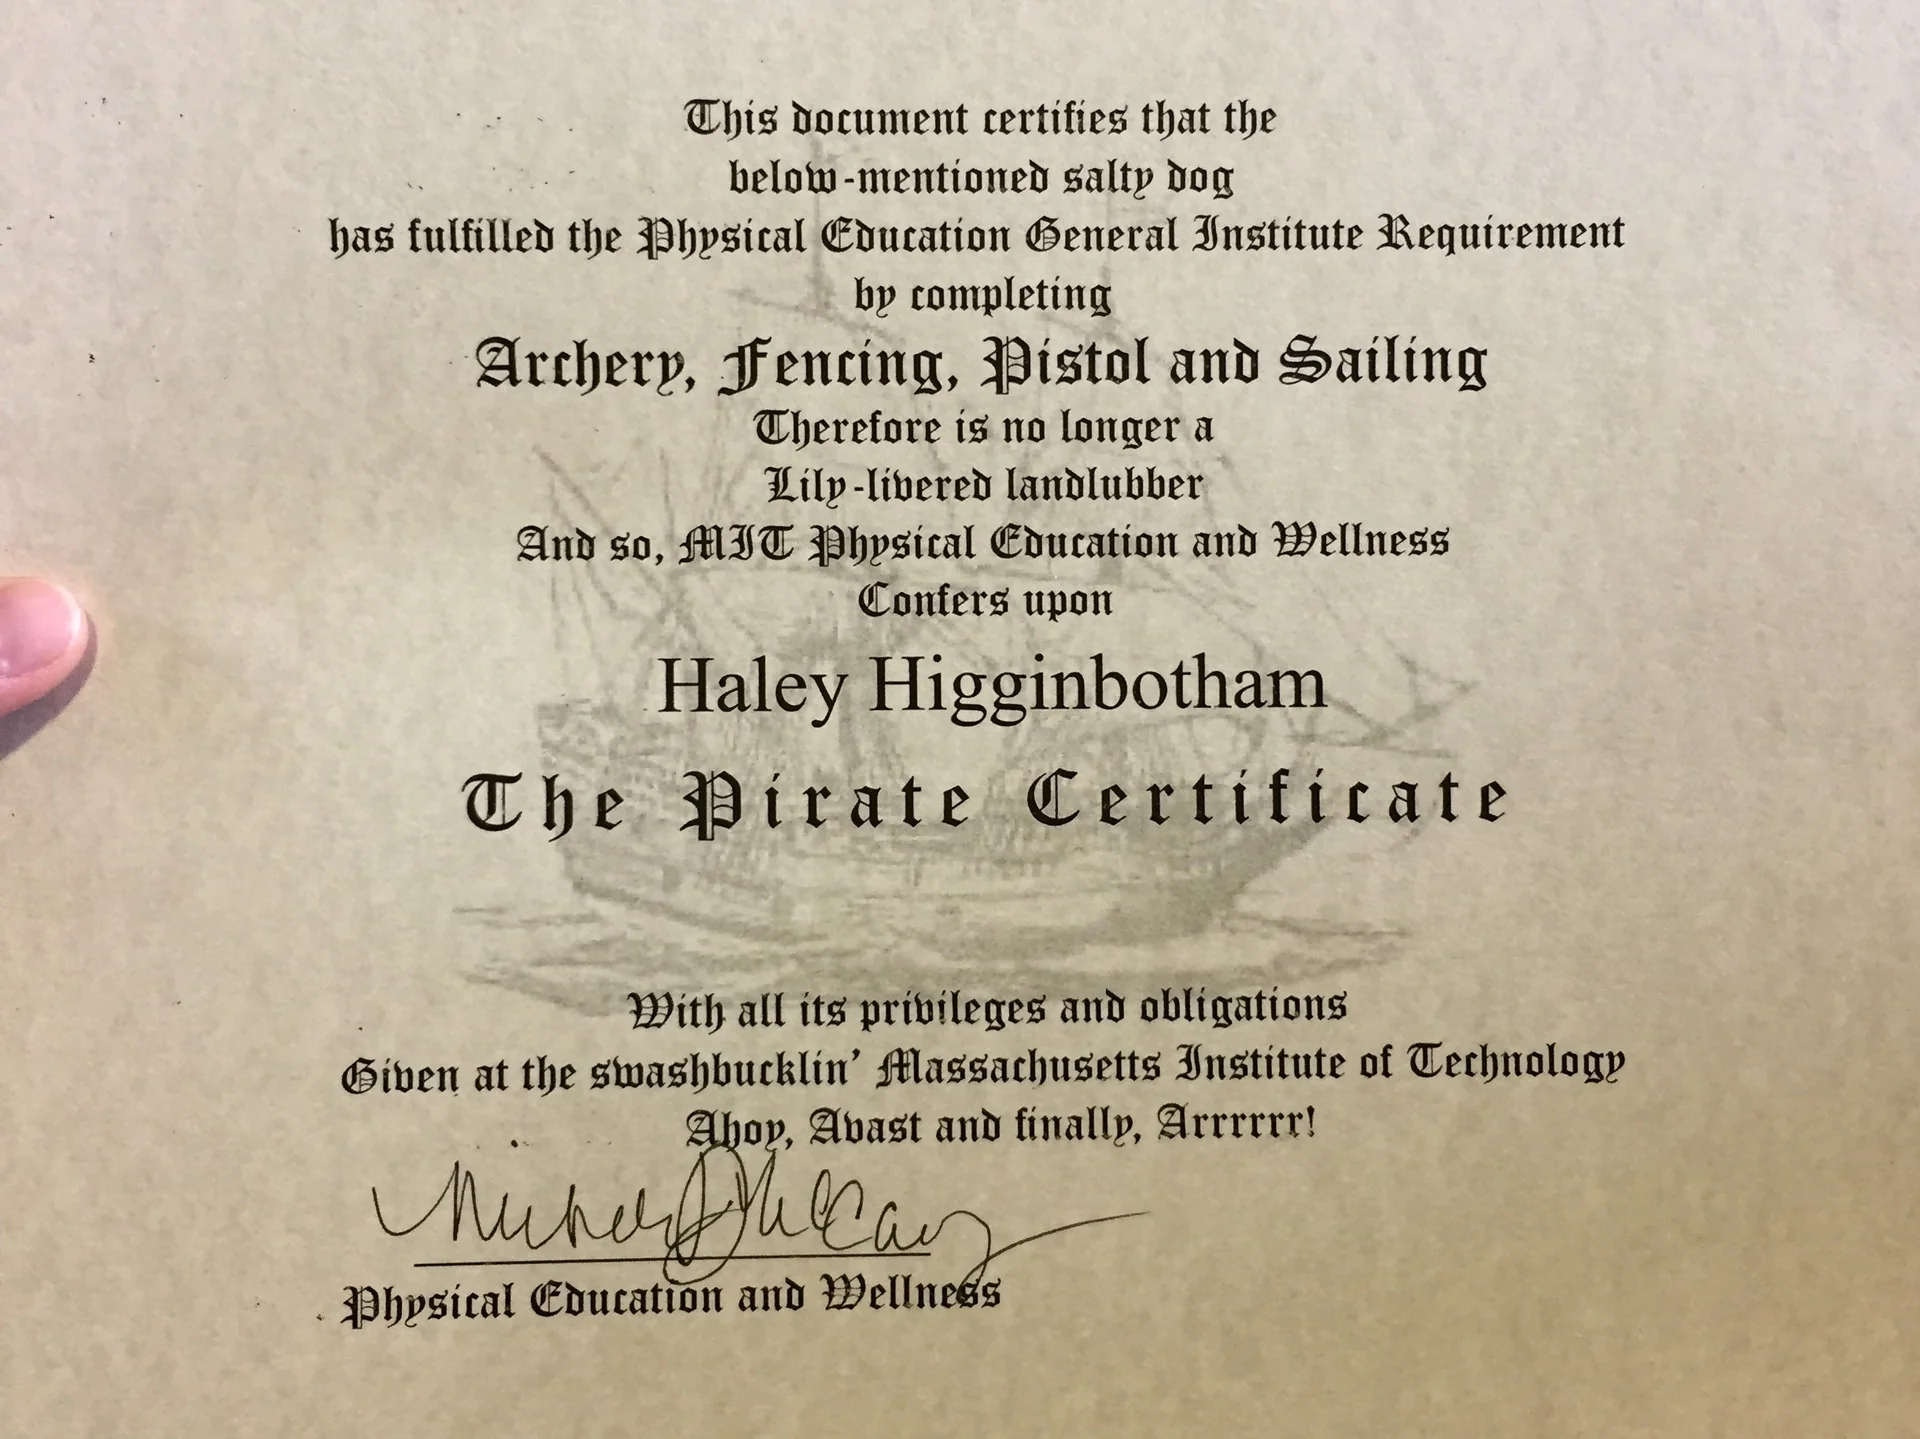 This document certifies that the
below-mentioned salty dog
has fulfilled the Physical Education General Institute Requirement
by completing
Archery, Fencing, Pistol and Sailing
Therefore is no longer a
Lily-livered landlubber
And so, MIT Physical Education and Wellness
Confers upon
Haley Higginbotham
The Pirate Certificate
With all its privileges and obligations
Given at the swashbucklin' Massachusetts Institute of Technology
Ahoy, Avast and finally, Arrrrrr!
Physical Education and Wellness